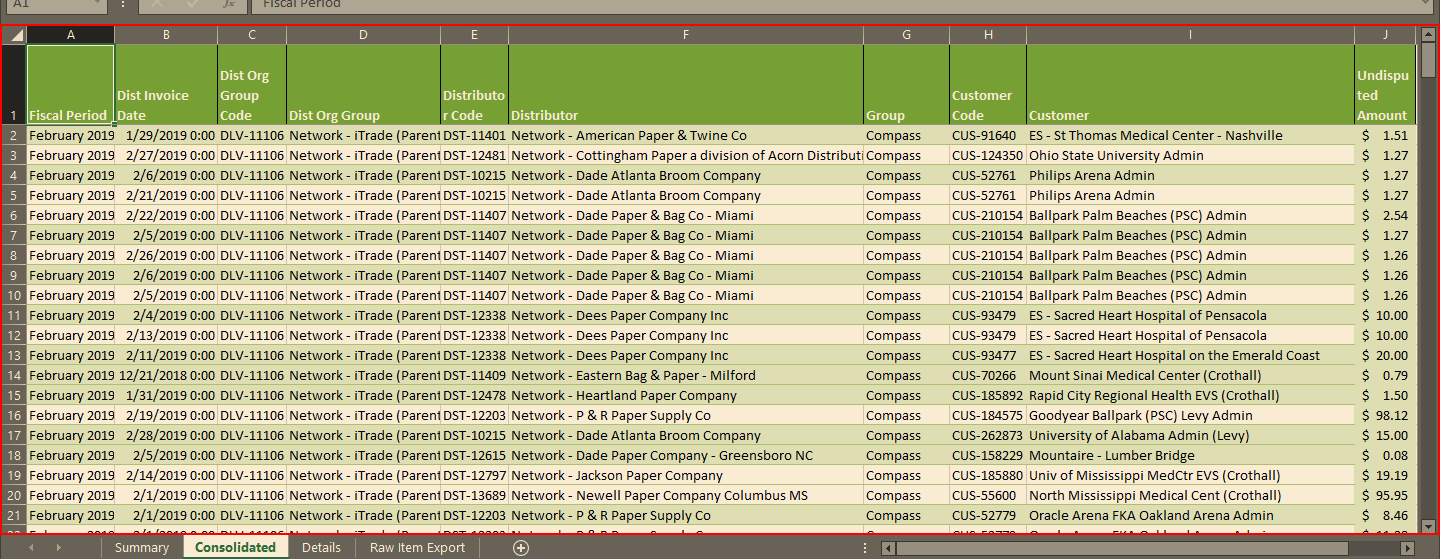 A1 fx Fiscal Period
A B C D E F G H I J
1 Fiscal Period Dist Invoice Date Dist Org Group Code Dist Org Group Distributo r Code Distributor Group Customer Code Customer Undispu ted Amount
2 February 2019 1/29/2019 0:00 DLV-11106 Network - iTrade (Parent DST-11401 Network - American Paper & Twine Co Compass CUS-91640 ES - St Thomas Medical Center - Nashville $ 1.51
3 February 2019 2/27/2019 0:00 DLV-11106 Network - iTrade (Parent DST-12481 Network - Cottingham Paper a division of Acorn Distributi Compass CUS-124350 Ohio State University Admin $ 1.27
4 February 2019 2/6/2019 0:00 DLV-11106 Network - iTrade (Parent DST-10215 Network - Dade Atlanta Broom Company Compass CUS-52761 Philips Arena Admin $ 1.27
5 February 2019 2/21/2019 0:00 DLV-11106 Network - iTrade (Parent DST-10215 Network - Dade Atlanta Broom Company Compass CUS-52761 Philips Arena Admin $ 1.27
6 February 2019 2/22/2019 0:00 DLV-11106 Network - iTrade (Parent DST-11407 Network - Dade Paper & Bag Co - Miami Compass CUS-210154 Ballpark Palm Beaches (PSC) Admin $ 2.54
7 February 2019 2/5/2019 0:00 DLV-11106 Network - iTrade (Parent DST-11407 Network - Dade Paper & Bag Co - Miami Compass CUS-210154 Ballpark Palm Beaches (PSC) Admin $ 1.27
8 February 2019 2/26/2019 0:00 DLV-11106 Network - iTrade (Parent DST-11407 Network - Dade Paper & Bag Co - Miami Compass CUS-210154 Ballpark Palm Beaches (PSC) Admin $ 1.26
9 February 2019 2/6/2019 0:00 DLV-11106 Network - iTrade (Parent DST-11407 Network - Dade Paper & Bag Co - Miami Compass CUS-210154 Ballpark Palm Beaches (PSC) Admin $ 1.26
10 February 2019 2/5/2019 0:00 DLV-11106 Network - iTrade (Parent DST-11407 Network - Dade Paper & Bag Co - Miami Compass CUS-210154 Ballpark Palm Beaches (PSC) Admin $ 1.26
11 February 2019 2/4/2019 0:00 DLV-11106 Network - iTrade (Parent DST-12338 Network - Dees Paper Company Inc Compass CUS-93479 ES - Sacred Heart Hospital of Pensacola $ 10.00
12 February 2019 2/13/2019 0:00 DLV-11106 Network - iTrade (Parent DST-12338 Network - Dees Paper Company Inc Compass CUS-93479 ES - Sacred Heart Hospital of Pensacola $ 10.00
13 February 2019 2/11/2019 0:00 DLV-11106 Network - iTrade (Parent DST-12338 Network - Dees Paper Company Inc Compass CUS-93477 ES - Sacred Heart Hospital on the Emerald Coast $ 20.00
14 February 2019 12/21/2018 0:00 DLV-11106 Network - iTrade (Parent DST-11409 Network - Eastern Bag & Paper - Milford Compass CUS-70266 Mount Sinai Medical Center (Crothall) $ 0.79
15 February 2019 1/31/2019 0:00 DLV-11106 Network - iTrade (Parent DST-12478 Network - Heartland Paper Company Compass CUS-185892 Rapid City Regional Health EVS (Crothall) $ 1.50
16 February 2019 2/19/2019 0:00 DLV-11106 Network - iTrade (Parent DST-12203 Network - P & R Paper Supply Co Compass CUS-184575 Goodyear Ballpark (PSC) Levy Admin $ 98.12
17 February 2019 2/28/2019 0:00 DLV-11106 Network - iTrade (Parent DST-10215 Network - Dade Atlanta Broom Company Compass CUS-262873 University of Alabama Admin (Levy) $ 15.00
18 February 2019 2/5/2019 0:00 DLV-11106 Network - iTrade (Parent DST-12615 Network - Dade Paper Company - Greensboro NC Compass CUS-158229 Mountaire - Lumber Bridge $ 0.08
19 February 2019 2/14/2019 0:00 DLV-11106 Network - iTrade (Parent DST-12797 Network - Jackson Paper Company Compass CUS-185880 Univ of Mississippi MedCtr EVS (Crothall) $ 19.19
20 February 2019 2/1/2019 0:00 DLV-11106 Network - iTrade (Parent DST-13689 Network - Newell Paper Company Columbus MS Compass CUS-55600 North Mississippi Medical Cent (Crothall) $ 95.95
21 February 2019 2/1/2019 0:00 DLV-11106 Network - iTrade (Parent DST-12203 Network - P & R Paper Supply Co Compass CUS-52779 Oracle Arena FKA Oakland Arena Admin $ 8.46
Summary Consolidated Details Raw Item Export